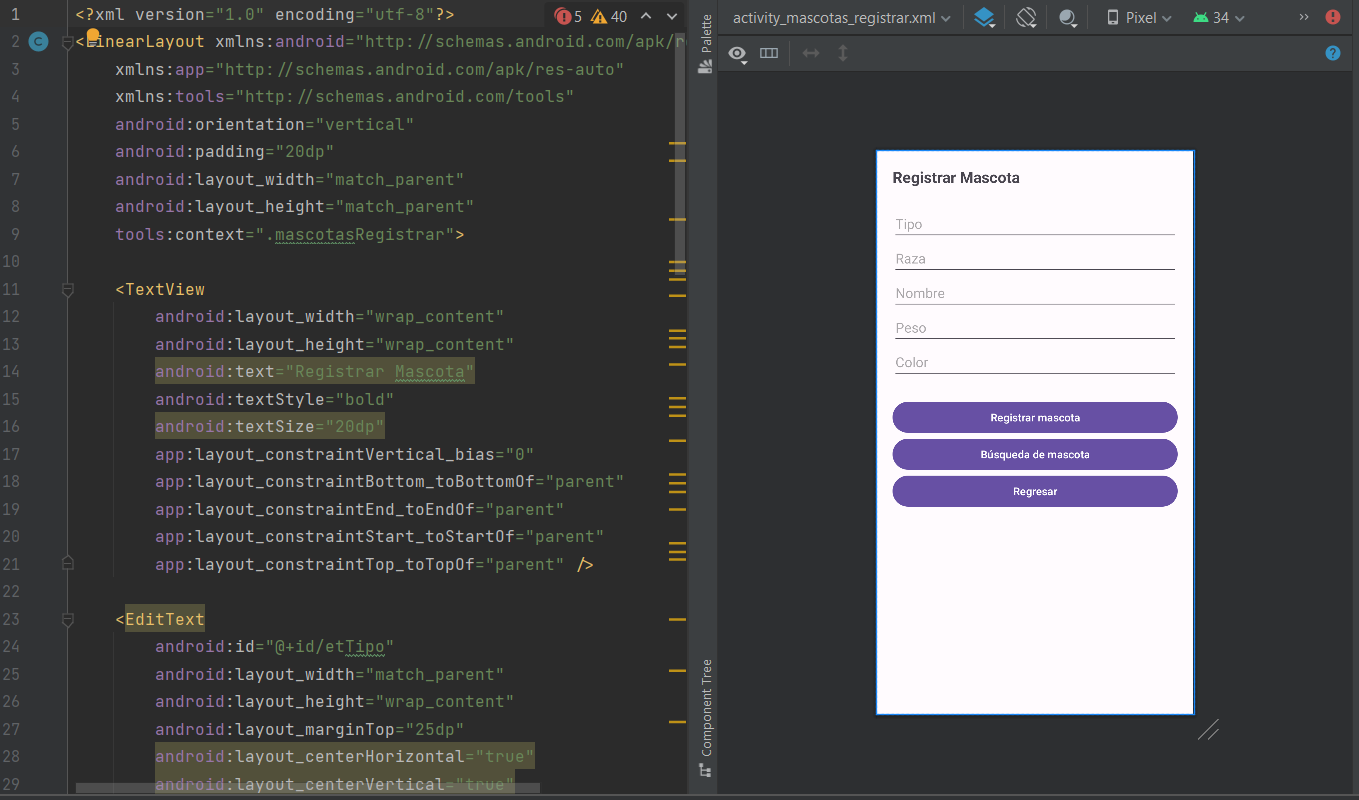 1 <?xml version="1.0" encoding="utf-8"?> 5 40
2 C <LinearLayout xmlns:android="http://schemas.android.com/apk/re
3 xmlns:app="http://schemas.android.com/apk/res-auto"
4 xmlns:tools="http://schemas.android.com/tools"
5 android:orientation="vertical"
6 android:padding="20dp"
7 android:layout_width="match_parent"
8 android:layout_height="match_parent"
9 tools:context=".mascotasRegistrar">
10
11 <TextView
12 android:layout_width="wrap_content"
13 android:layout_height="wrap_content"
14 android:text="Registrar Mascota"
15 android:textStyle="bold"
16 android:textSize="20dp"
17 app:layout_constraintVertical_bias="0"
18 app:layout_constraintBottom_toBottomOf="parent"
19 app:layout_constraintEnd_toEndOf="parent"
20 app:layout_constraintStart_toStartOf="parent"
21 app:layout_constraintTop_toTopOf="parent" />
22
23 <EditText
24 android:id="@+id/etTipo"
25 android:layout_width="match_parent"
26 android:layout_height="wrap_content"
27 android:layout_marginTop="25dp"
28 android:layout_centerHorizontal="true"
29 android:layout_centerVertical="true"
Palette
Component Tree
activity_mascotas_registrar.xml Pixel 34
Registrar Mascota
Tipo
Raza
Nombre
Peso
Color
Registrar mascota
Búsqueda de mascota
Regresar